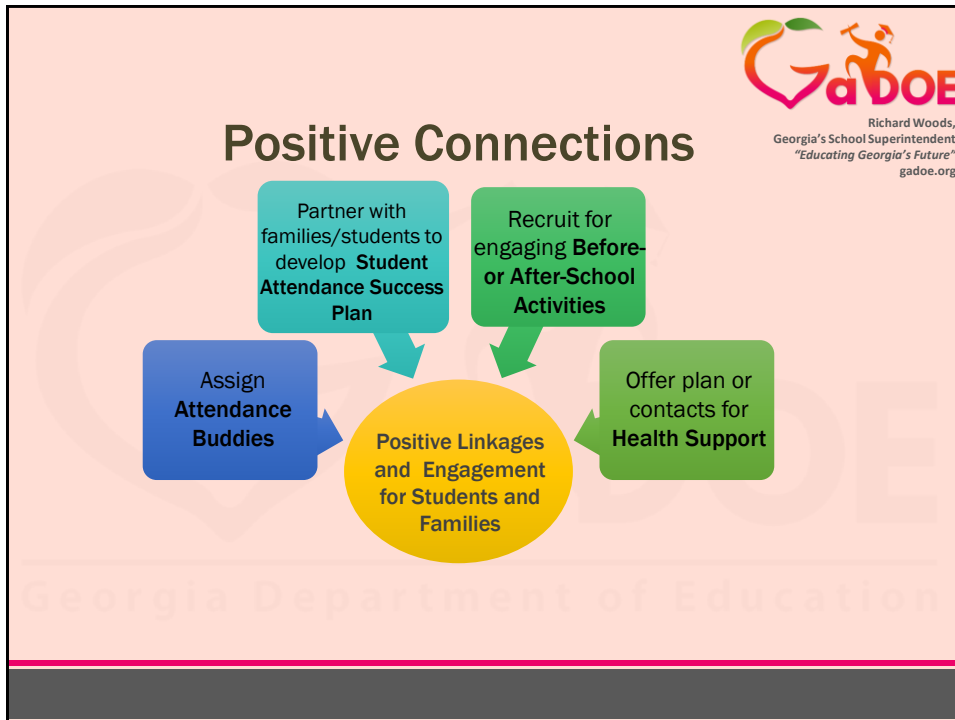 GaDOE
Richard Woods,
Georgia's School Superintendent
"Educating Georgia's Future"
gadoe.org
Positive Connections
Partner with
families/students to
develop Student
Attendance Success
Plan
Recruit for
engaging Before-
or After-School
Activities
Assign
Attendance
Buddies
Offer plan or
contacts for
Health Support
Positive Linkages
and Engagement
for Students and
Families
GaDOE
Georgia Department of Education